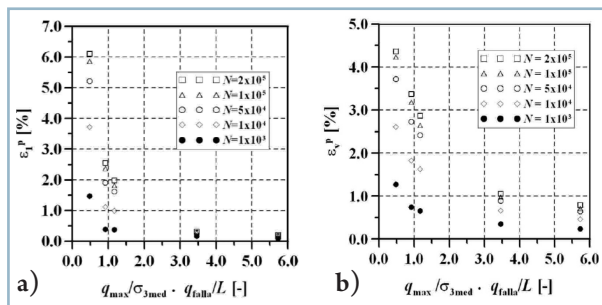 7.0
6.0
5.0
4.0
3.0
2.0
1.0
0.0
ε₁ᵖ [%]
N=2x10⁵
N=1x10⁵
N=5x10⁴
N=1x10⁴
N=1x10³
0.0 1.0 2.0 3.0 4.0 5.0 6.0
a) qmax/σ3med · qfalla/L [-]
5.0
4.0
3.0
2.0
1.0
0.0
εᵥᵖ [%]
N = 2x10⁵
N = 1x10⁵
N = 5x10⁴
N = 1x10⁴
N = 1x10³
0.0 1.0 2.0 3.0 4.0 5.0 6.0
b) qmax/σ3med · qfalla/L [-]